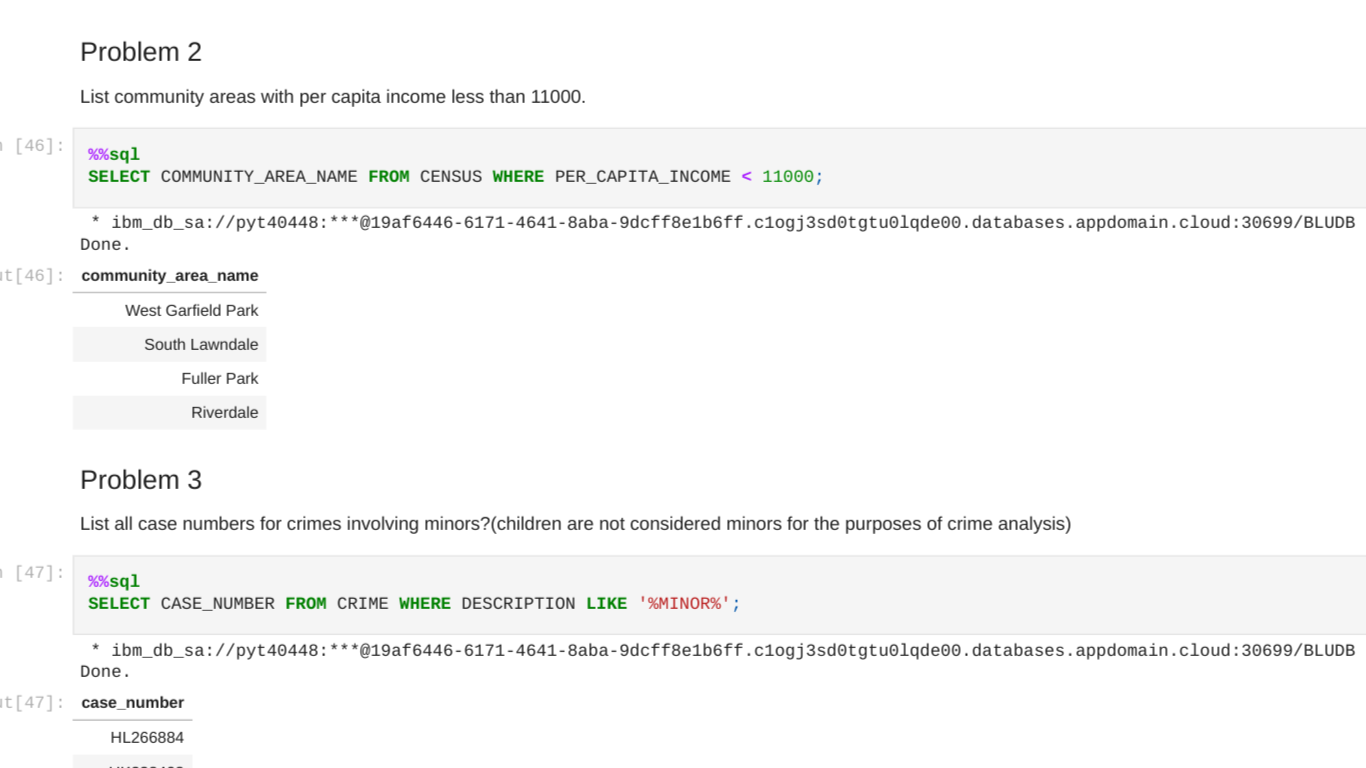 Problem 2
List community areas with per capita income less than 11000.
n [46]:
%%sql
SELECT COMMUNITY_AREA_NAME FROM CENSUS WHERE PER_CAPITA_INCOME < 11000;
* ibm_db_sa://pyt40448:***@19af6446-6171-4641-8aba-9dcff8e1b6ff.c1ogj3sd0tgtu0lqde00.databases.appdomain.cloud:30699/BLUDB
Done.
ut[46]: community_area_name
West Garfield Park
South Lawndale
Fuller Park
Riverdale
Problem 3
List all case numbers for crimes involving minors?(children are not considered minors for the purposes of crime analysis)
n [47]:
%%sql
SELECT CASE_NUMBER FROM CRIME WHERE DESCRIPTION LIKE '%MINOR%';
* ibm_db_sa://pyt40448:***@19af6446-6171-4641-8aba-9dcff8e1b6ff.c1ogj3sd0tgtu0lqde00.databases.appdomain.cloud:30699/BLUDB
Done.
ut[47]: case_number
HL266884